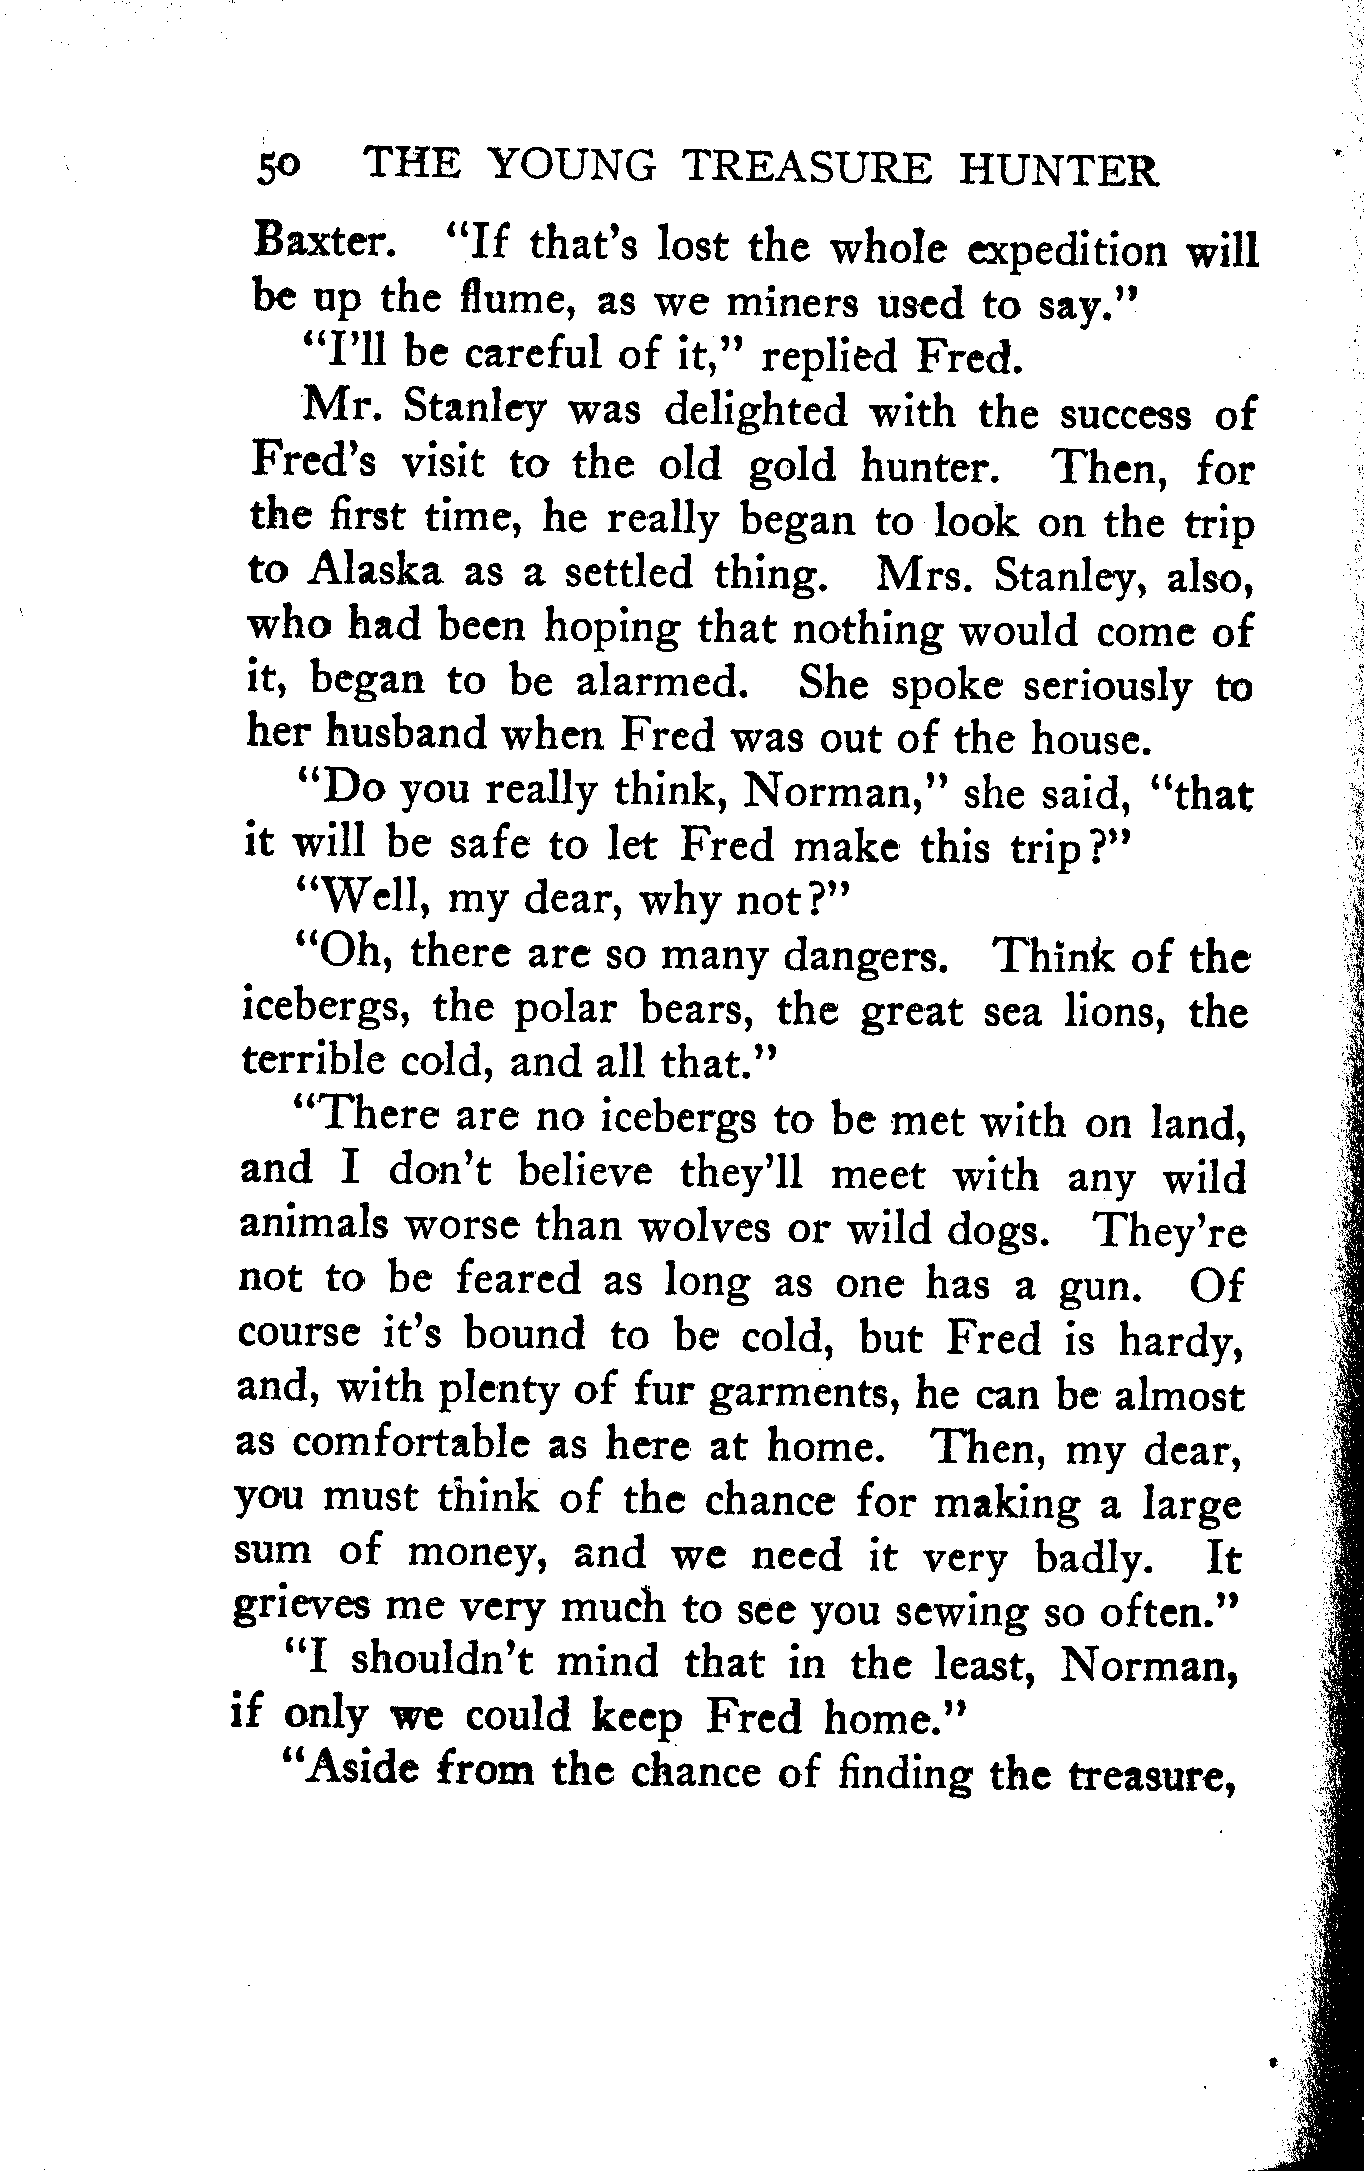 50 THE YOUNG TREASURE HUNTER
Baxter. "If that's lost the whole expedition will
be up the flume, as we miners used to say."
"I'll be careful of it," replied Fred.
Mr. Stanley was delighted with the success of
Fred's visit to the old gold hunter. Then, for
the first time, he really began to look on the trip
to Alaska as a settled thing. Mrs. Stanley, also,
who had been hoping that nothing would come of
it, began to be alarmed. She spoke seriously to
her husband when Fred was out of the house.
"Do you really think, Norman," she said, "that
it will be safe to let Fred make this trip?"
"Well, my dear, why not?"
"Oh, there are so many dangers. Think of the
icebergs, the polar bears, the great sea lions, the
terrible cold, and all that."
"There are no icebergs to be met with on land,
and I don't believe they'll meet with any wild
animals worse than wolves or wild dogs. They're
not to be feared as long as one has a gun. Of
course it's bound to be cold, but Fred is hardy,
and, with plenty of fur garments, he can be almost
as comfortable as here at home. Then, my dear,
you must think of the chance for making a large
sum of money, and we need it very badly. It
grieves me very much to see you sewing so often."
"I shouldn't mind that in the least, Norman,
if only we could keep Fred home."
"Aside from the chance of finding the treasure,